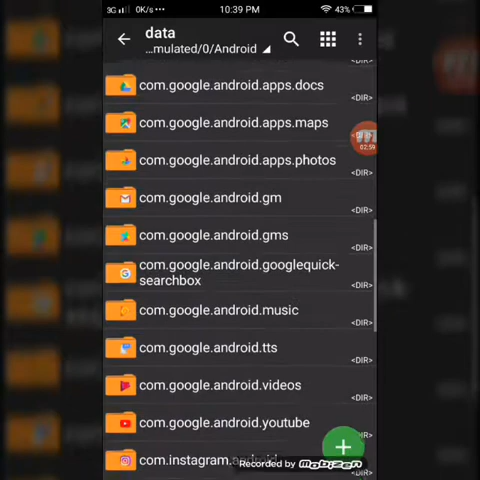 3G 0K/s 10:39 PM 43%
data
...mulated/0/Android
<DIR>
com.google.android.apps.docs
<DIR>
com.google.android.apps.maps
02:59
com.google.android.apps.photos
<DIR>
com.google.android.gm
<DIR>
com.google.android.gms
<DIR>
com.google.android.googlequick-
searchbox
<DIR>
com.google.android.music
<DIR>
com.google.android.tts
<DIR>
com.google.android.videos
<DIR>
com.google.android.youtube
com.instagram.android
Recorded by MOBIZEN